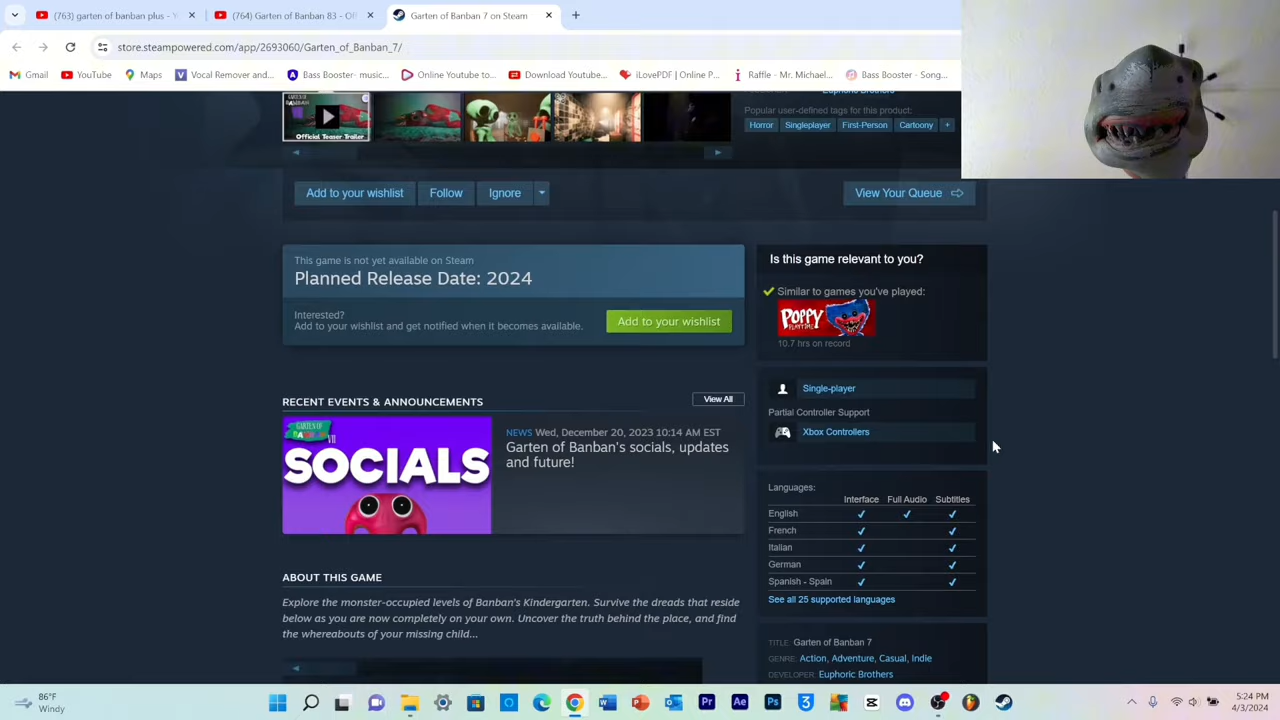 (763) garten of banban plus - Y
(764) Garten of Banban 83 - Off
Garten of Banban 7 on Steam
store.steampowered.com/app/2693060/Garten_of_Banban_7/
Gmail
YouTube
Maps
Vocal Remover and...
Bass Booster- music...
Online Youtube to...
Download Youtube...
iLovePDF | Online P...
Raffle - Mr. Michael...
Bass Booster - Song...
Official Teaser Trailer
Euphoric Brothers
Popular user-defined tags for this product:
Horror Singleplayer First-Person Cartoony +
Add to your wishlist Follow Ignore View Your Queue
This game is not yet available on Steam
Planned Release Date: 2024
Interested?
Add to your wishlist and get notified when it becomes available.
Add to your wishlist
Is this game relevant to you?
Similar to games you've played:
POPPY
PLAYTIME
10.7 hrs on record
Single-player
Partial Controller Support
Xbox Controllers
RECENT EVENTS & ANNOUNCEMENTS View All
GARTEN OF
BANBAN VII
SOCIALS
NEWS Wed, December 20, 2023 10:14 AM EST
Garten of Banban's socials, updates
and future!
Languages:
Interface Full Audio Subtitles
English ✔ ✔ ✔
French ✔ ✔
Italian ✔ ✔
German ✔ ✔
Spanish - Spain ✔ ✔
See all 25 supported languages
ABOUT THIS GAME
Explore the monster-occupied levels of Banban's Kindergarten. Survive the dreads that reside
below as you are now completely on your own. Uncover the truth behind the place, and find
the whereabouts of your missing child...
TITLE: Garten of Banban 7
GENRE: Action, Adventure, Casual, Indie
DEVELOPER: Euphoric Brothers
86°F
Windy
5:24 PM
4/3/2024